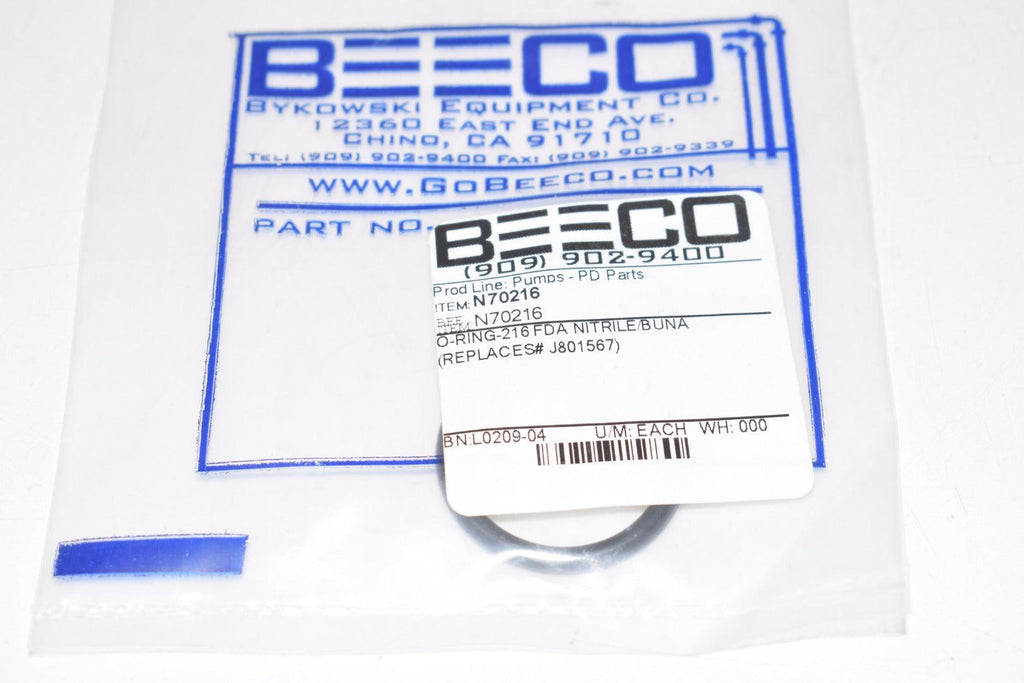 BEECO
BYKOWSKI EQUIPMENT CO.
12360 EAST END AVE.
CHINO, CA 91710
TEL: (909) 902-9400 FAX: (909) 902-9339
WWW.GOBEECO.COM
PART NO.
BEECO
(909) 902-9400
Prod Line: Pumps - PD Parts
ITEM: N70216
BEE ITEM: N70216
O-RING-216 FDA NITRILE/BUNA
(REPLACES# J801567)
BN:L0209-04 U/M: EACH WH: 000